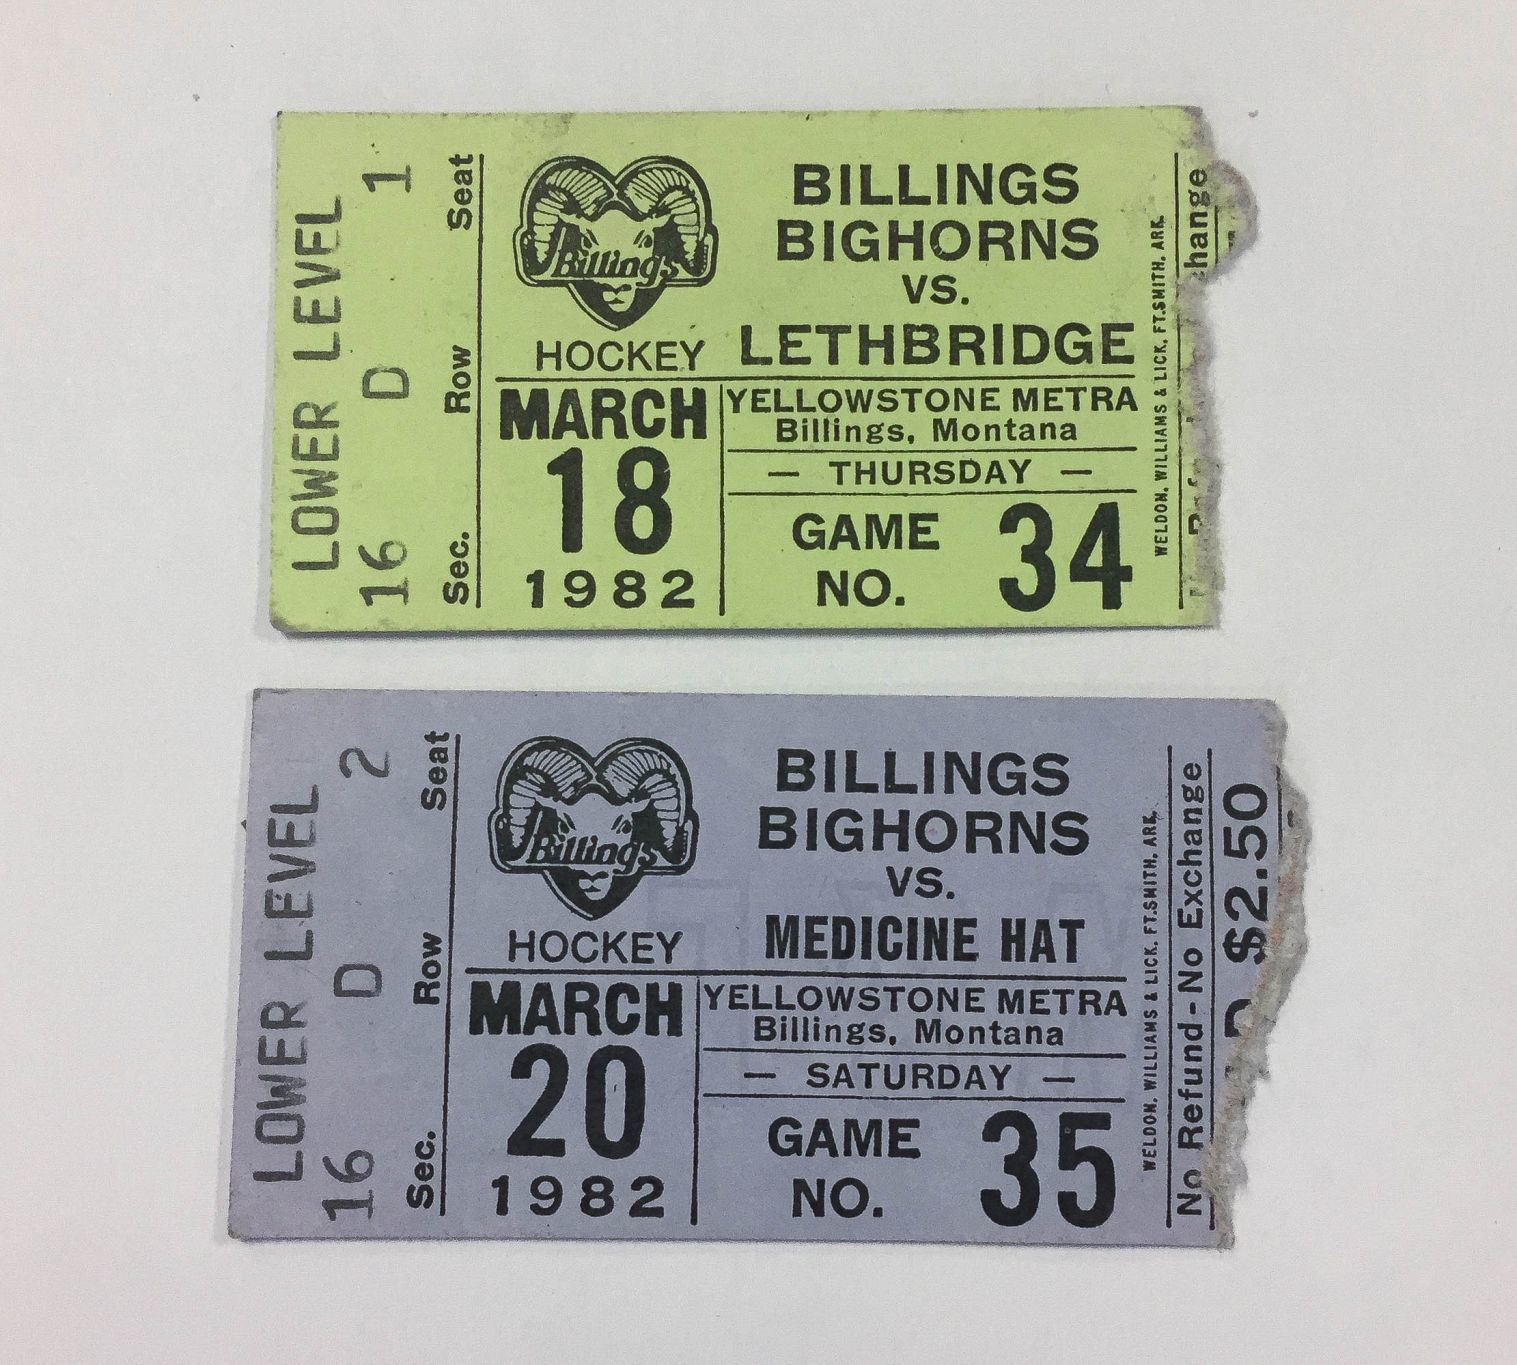 LOWER LEVEL
16 D 1
Sec. Row Seat
Billings
HOCKEY
BILLINGS
BIGHORNS
VS.
LETHBRIDGE
MARCH
18
1982
YELLOWSTONE METRA
Billings, Montana
— THURSDAY —
GAME
NO. 34
WELDON, WILLIAMS & LICK, FT.SMITH, ARK.
LOWER LEVEL
16 D 2
Sec. Row Seat
Billings
HOCKEY
BILLINGS
BIGHORNS
VS.
MEDICINE HAT
MARCH
20
1982
YELLOWSTONE METRA
Billings, Montana
— SATURDAY —
GAME
NO. 35
WELDON, WILLIAMS & LICK, FT.SMITH, ARK.
No Refund-No Exchange
$2.50